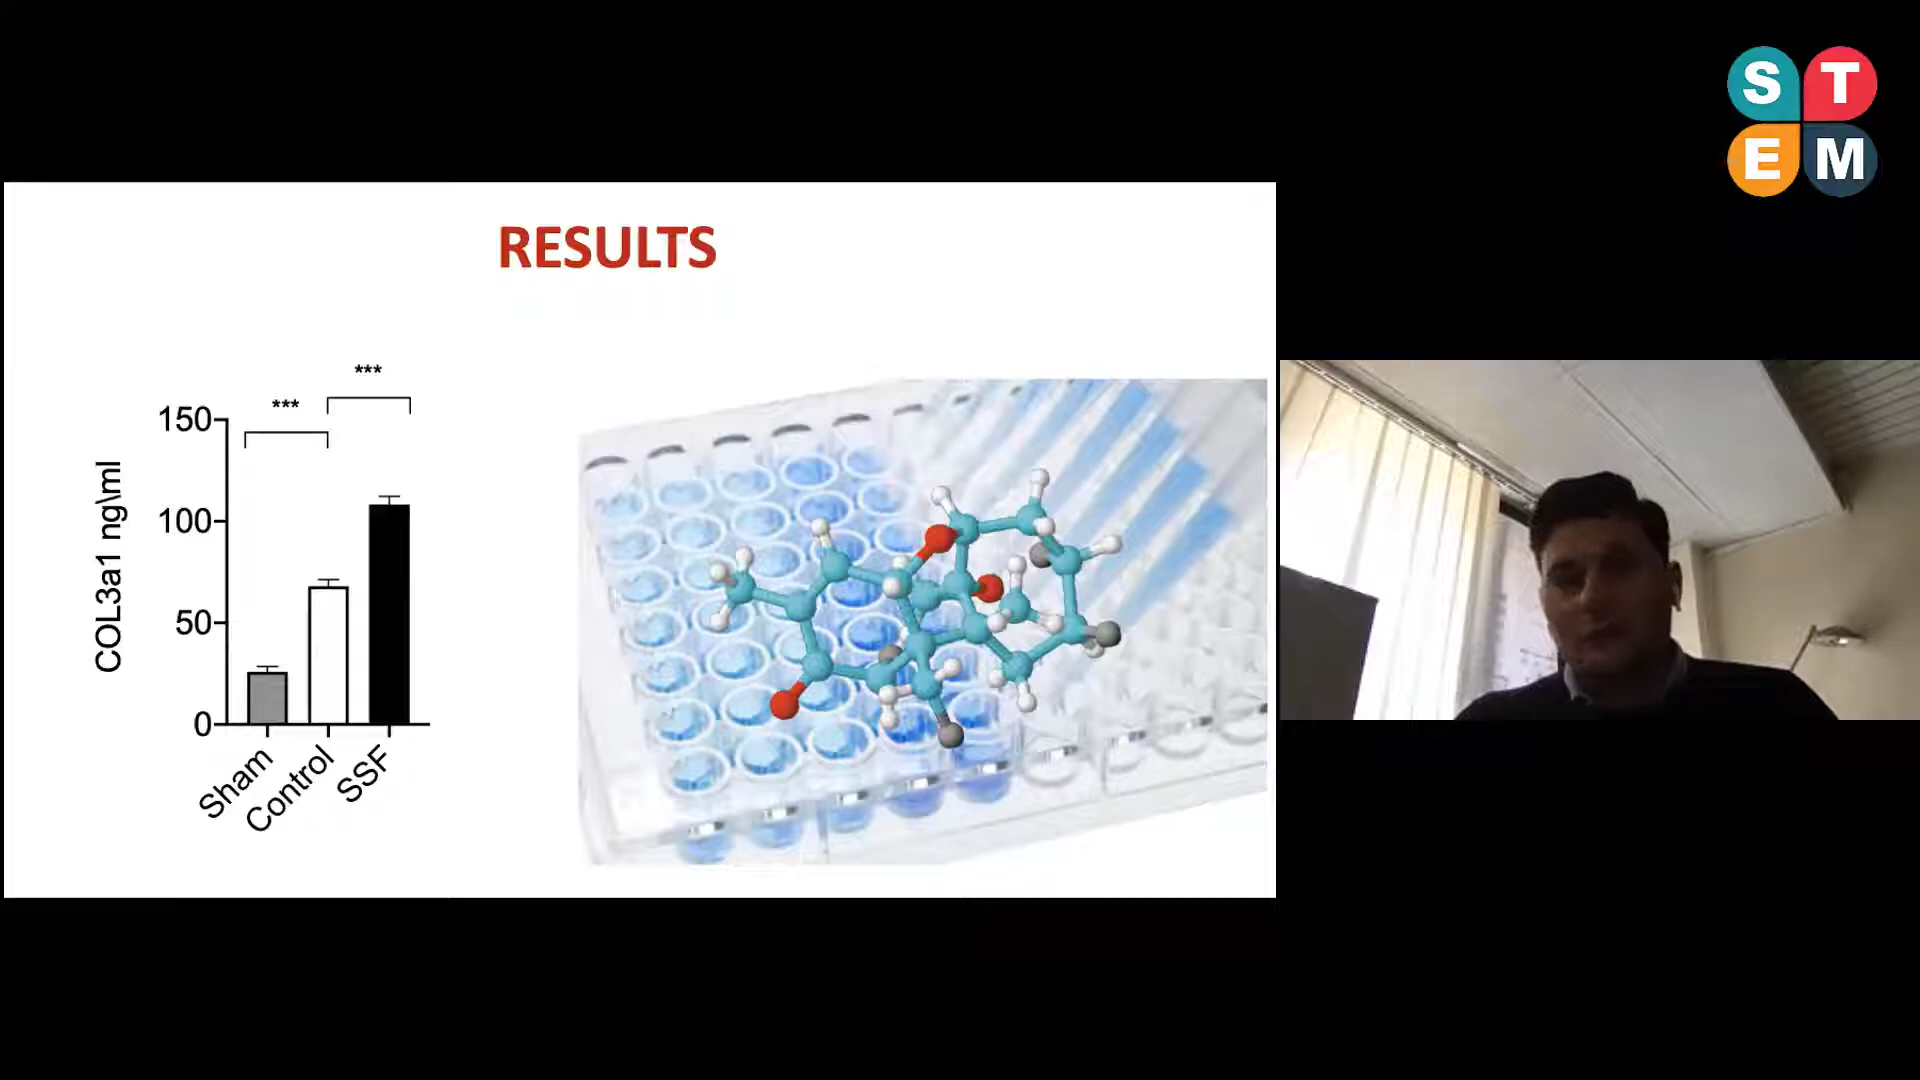 S T
E M
RESULTS
***
***
150
100
50
0
COL3a1 ng\ml
Sham
Control
SSF